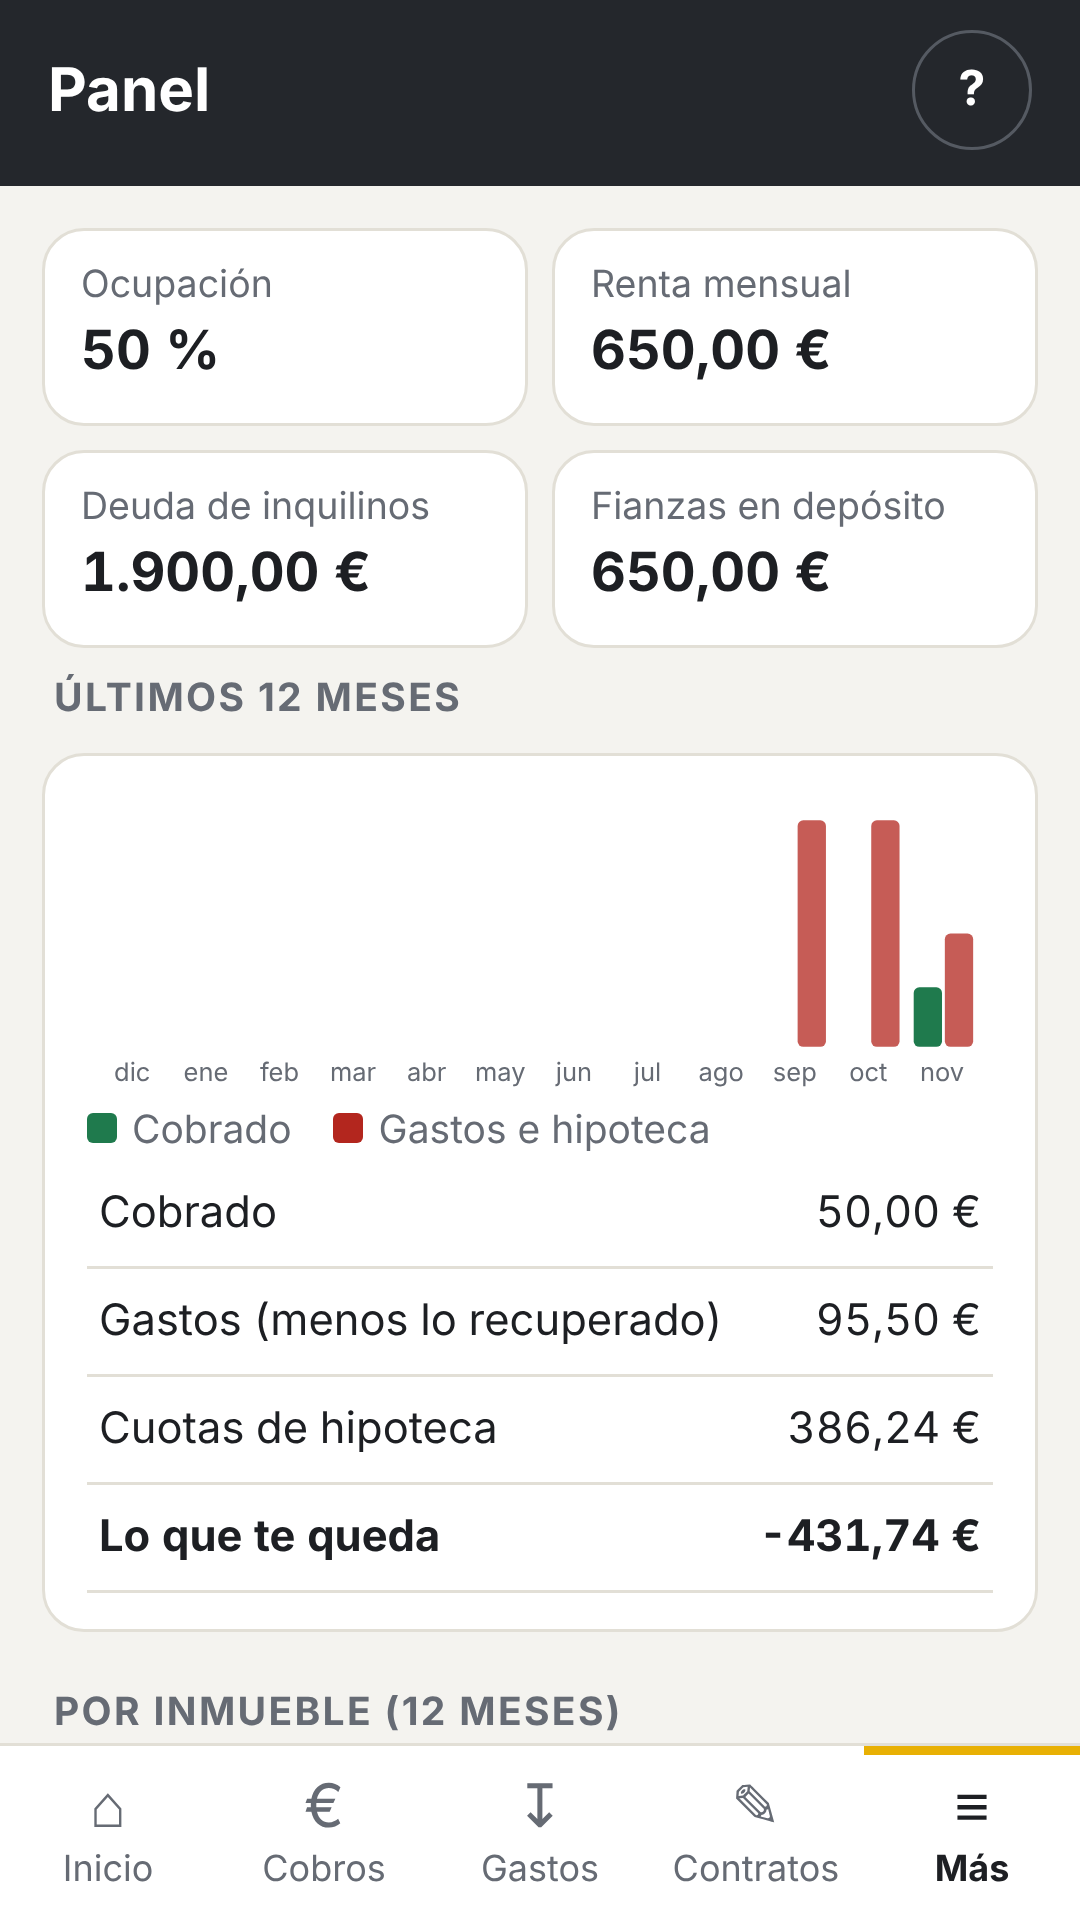 Panel
?
Ocupación
50 %
Renta mensual
650,00 €
Deuda de inquilinos
1.900,00 €
Fianzas en depósito
650,00 €
ÚLTIMOS 12 MESES
dic ene feb mar abr may jun jul ago sep oct nov
Cobrado Gastos e hipoteca
Cobrado 50,00 €
Gastos (menos lo recuperado) 95,50 €
Cuotas de hipoteca 386,24 €
Lo que te queda -431,74 €
POR INMUEBLE (12 MESES)
Inicio Cobros Gastos Contratos Más